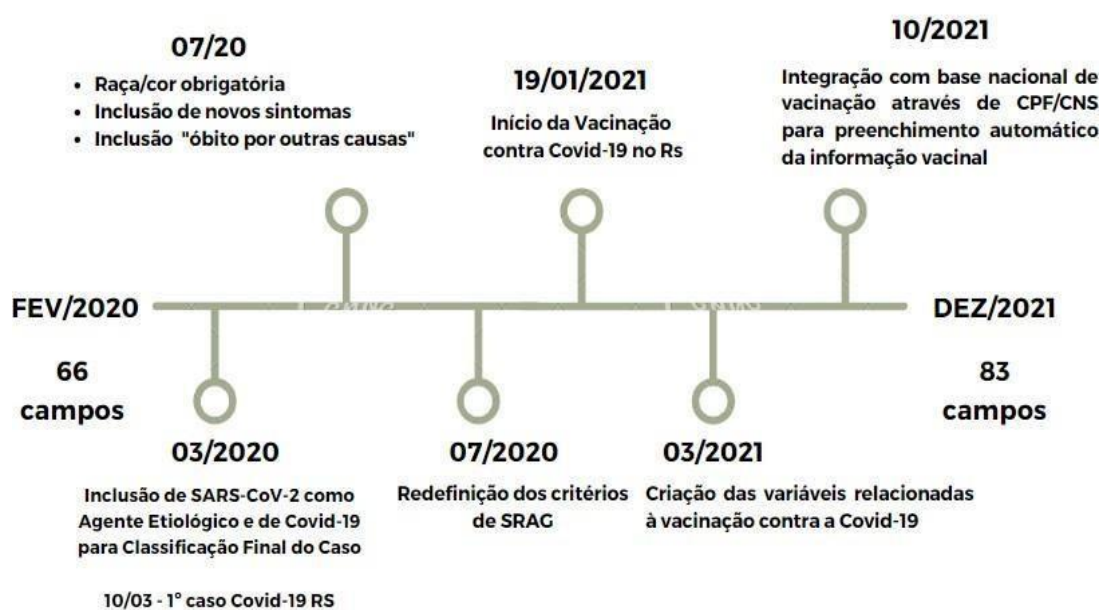 07/20
• Raça/cor obrigatória
• Inclusão de novos sintomas
• Inclusão "óbito por outras causas"
19/01/2021
Início da Vacinação
contra Covid-19 no Rs
10/2021
Integração com base nacional de
vacinação através de CPF/CNS
para preenchimento automático
da informação vacinal
FEV/2020
66
campos
DEZ/2021
83
campos
03/2020
Inclusão de SARS-CoV-2 como
Agente Etiológico e de Covid-19
para Classificação Final do Caso
10/03 - 1º caso Covid-19 RS
07/2020
Redefinição dos critérios
de SRAG
03/2021
Criação das variáveis relacionadas
à vacinação contra a Covid-19